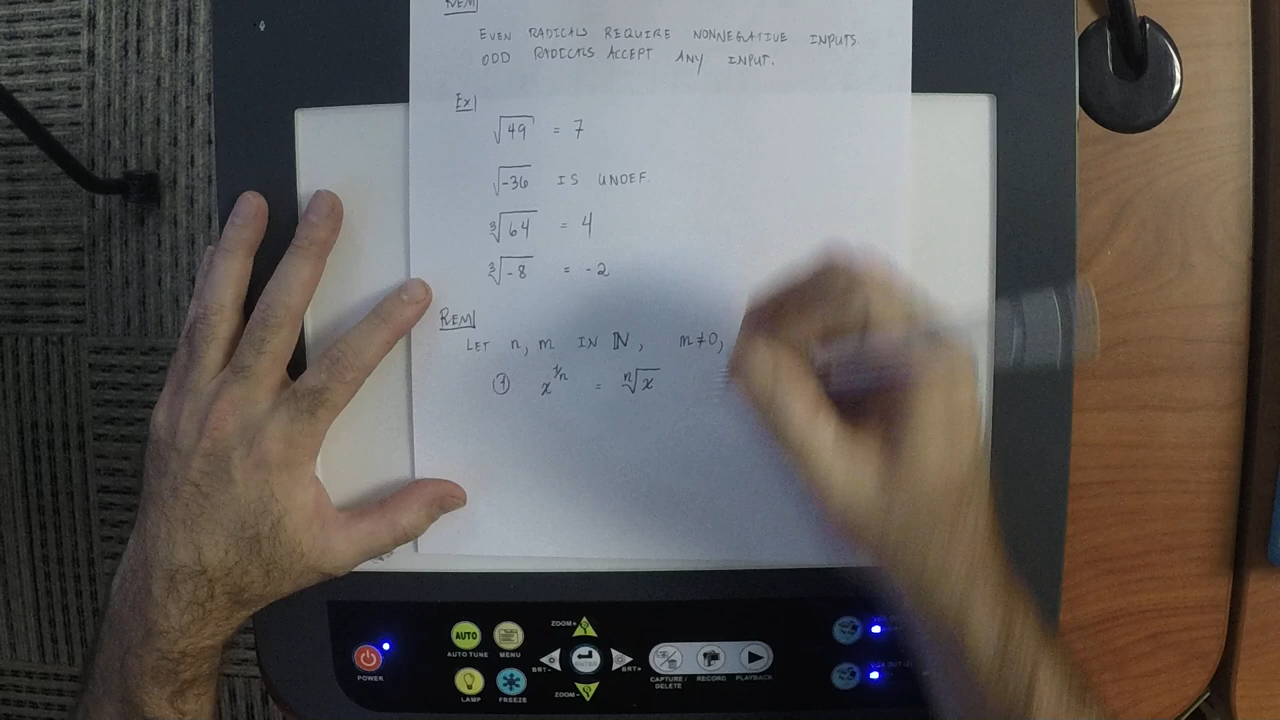 REM
EVEN RADICALS REQUIRE NONNEGATIVE INPUTS.
ODD RADICALS ACCEPT ANY INPUT.
Ex
√49 = 7
√-36 IS UNDEF.
³√64 = 4
³√-8 = -2
REM
LET n, m IN ℕ, m≠0,
① x^(1/n) = ⁿ√x
ZOOM+
AUTO
AUTO TUNE
MENU
BRT-
ENTER
BRT+
CAPTURE / DELETE
RECORD
PLAYBACK
POWER
LAMP
FREEZE
ZOOM-